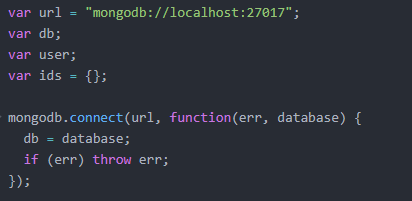 var url = "mongodb://localhost:27017";
var db;
var user;
var ids = {};

mongodb.connect(url, function(err, database) {
  db = database;
  if (err) throw err;
});